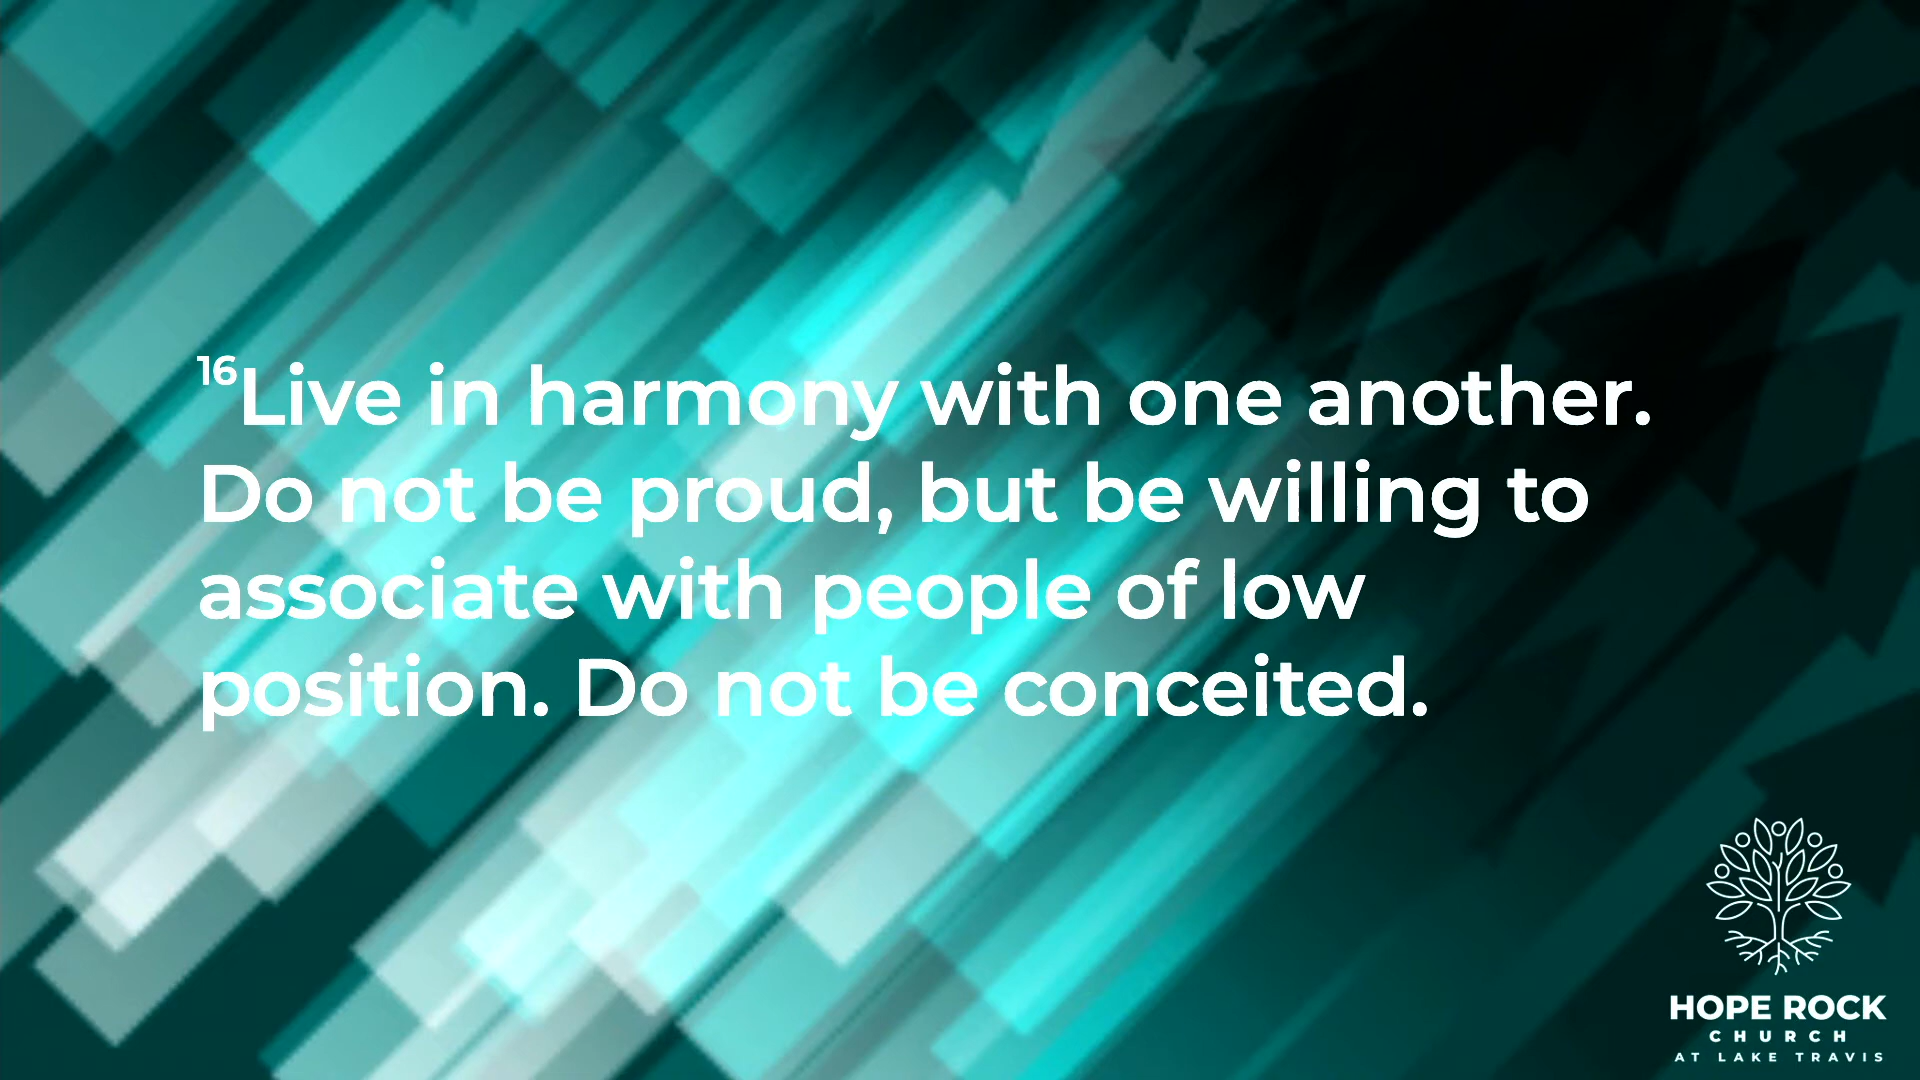 16Live in harmony with one another.
Do not be proud, but be willing to
associate with people of low
position. Do not be conceited.
HOPE ROCK
CHURCH
AT LAKE TRAVIS